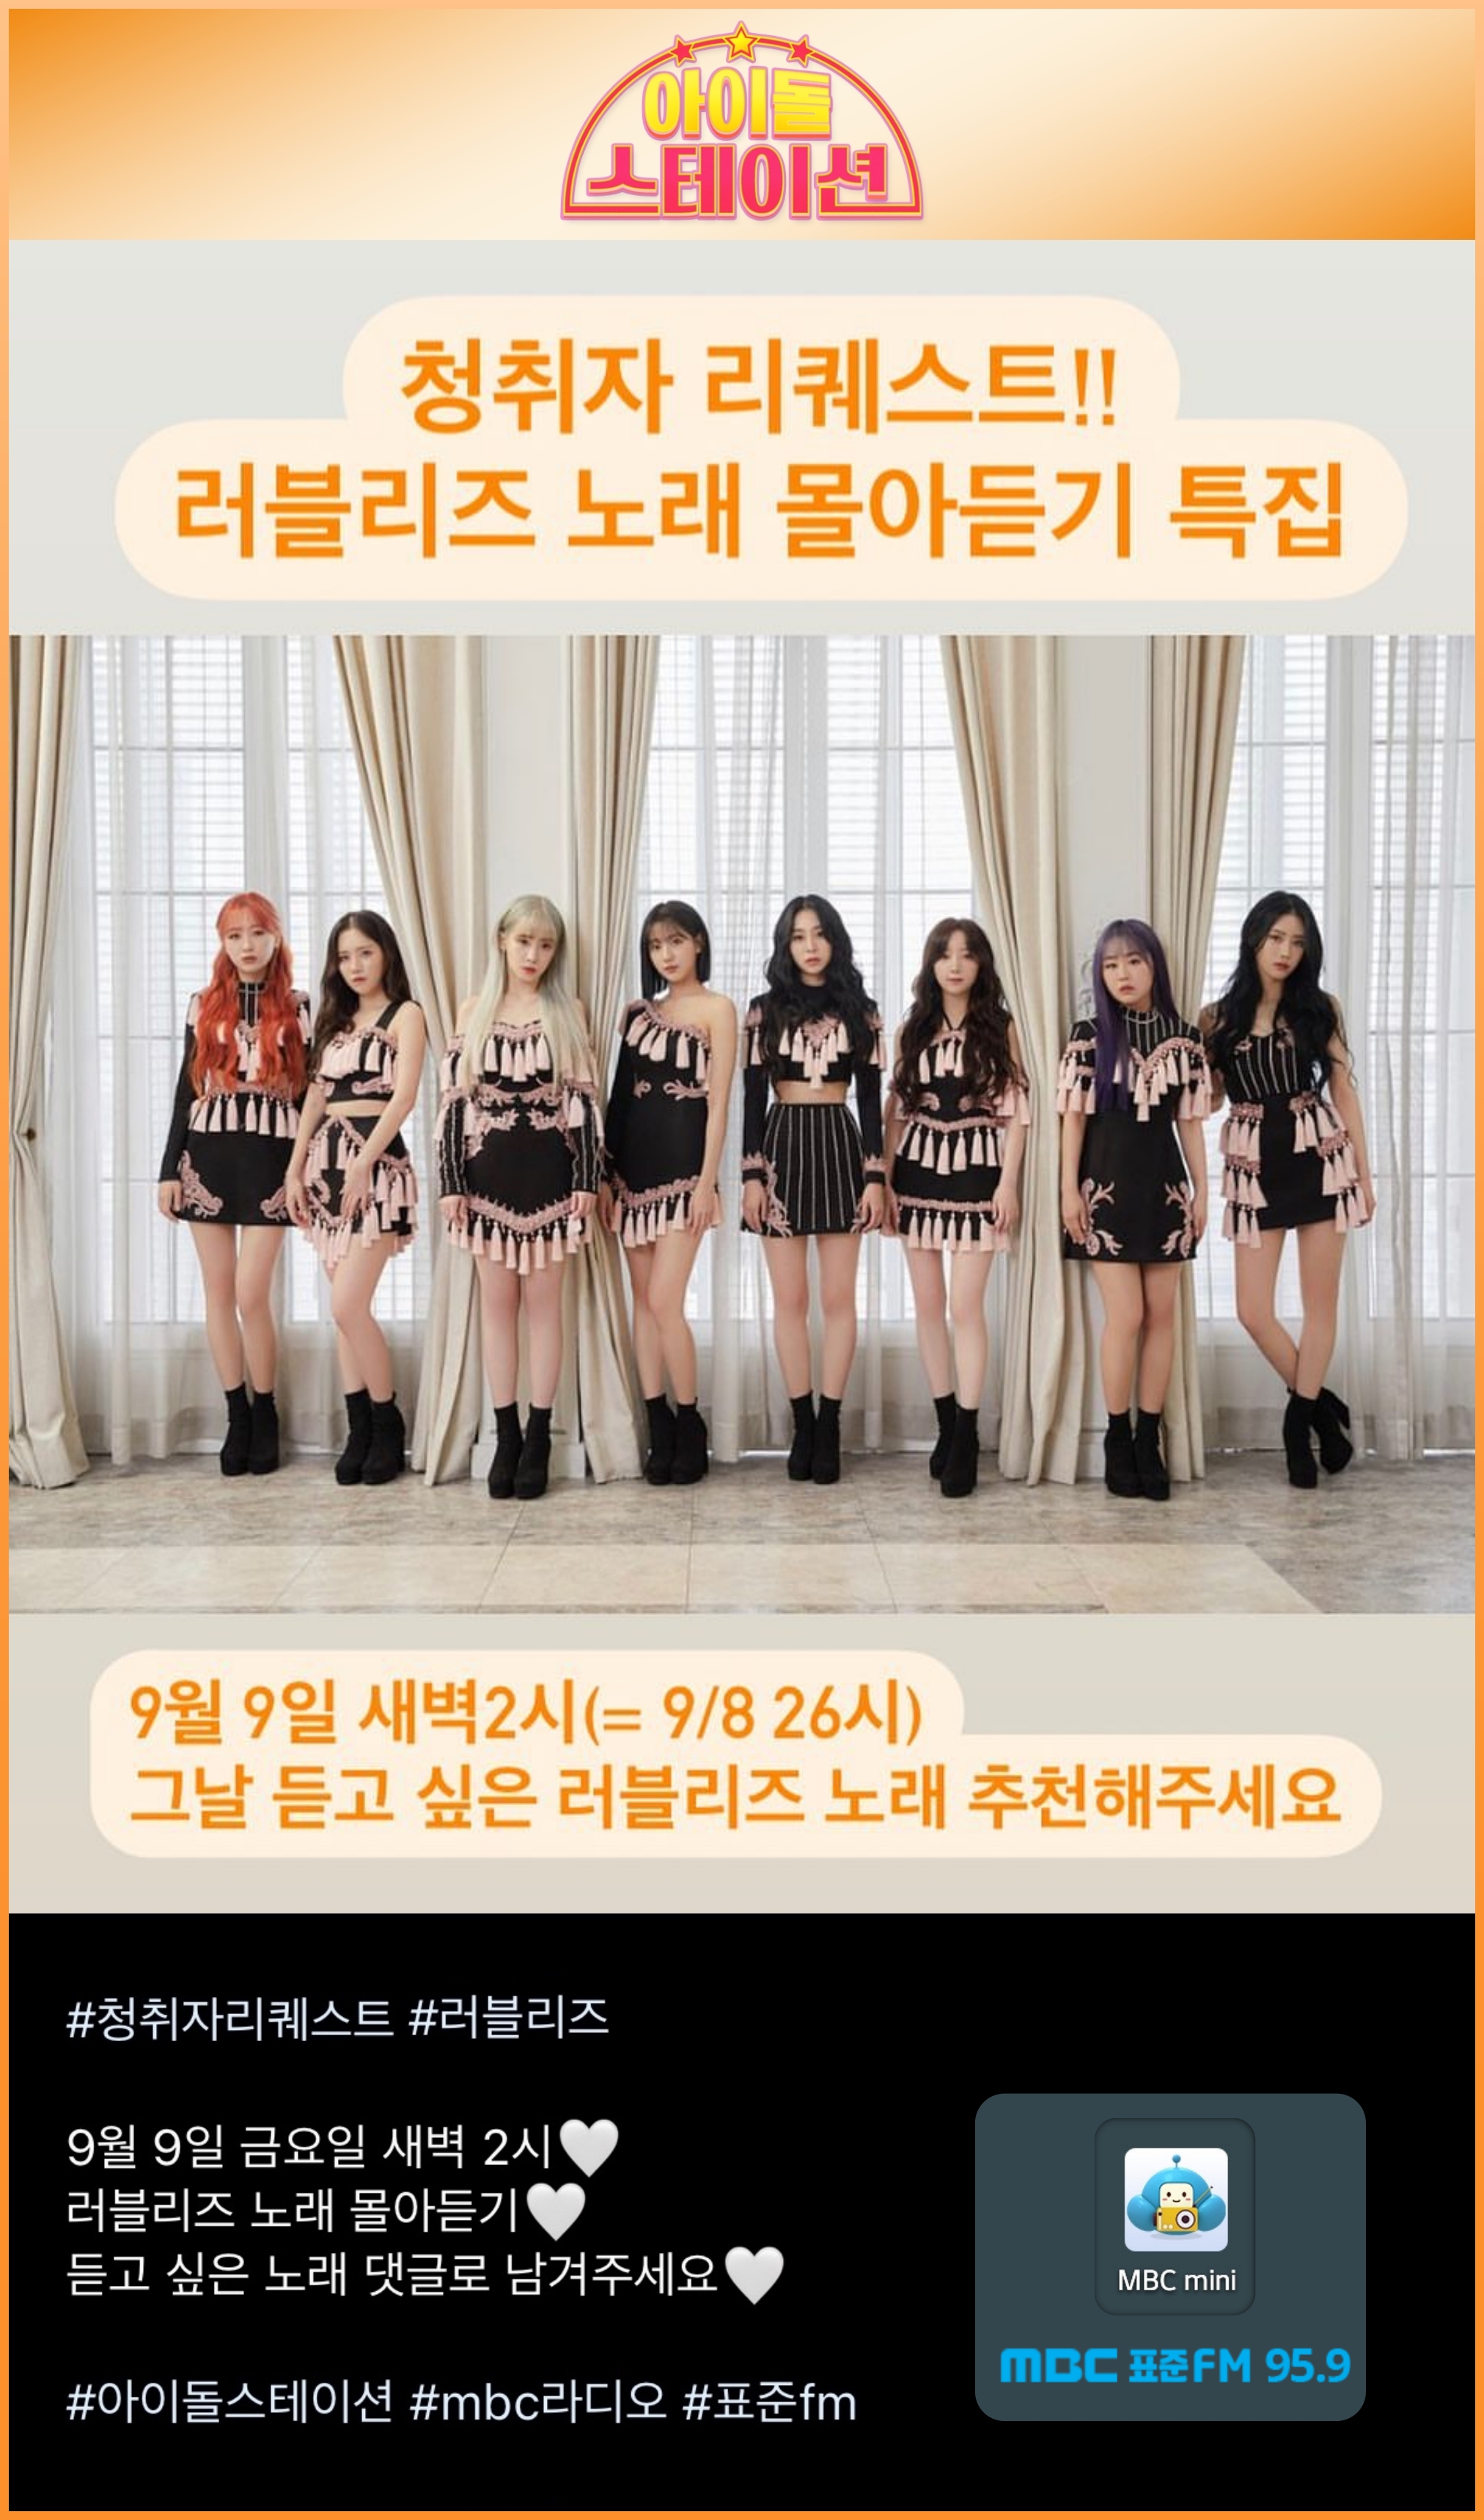 아이돌
스테이션
청취자 리퀘스트!!
러블리즈 노래 몰아듣기 특집
9월 9일 새벽2시(= 9/8 26시)
그날 듣고 싶은 러블리즈 노래 추천해주세요
#청취자리퀘스트 #러블리즈
9월 9일 금요일 새벽 2시🤍
러블리즈 노래 몰아듣기🤍
듣고 싶은 노래 댓글로 남겨주세요🤍
#아이돌스테이션 #mbc라디오 #표준fm
MBC mini
MBC 표준FM 95.9